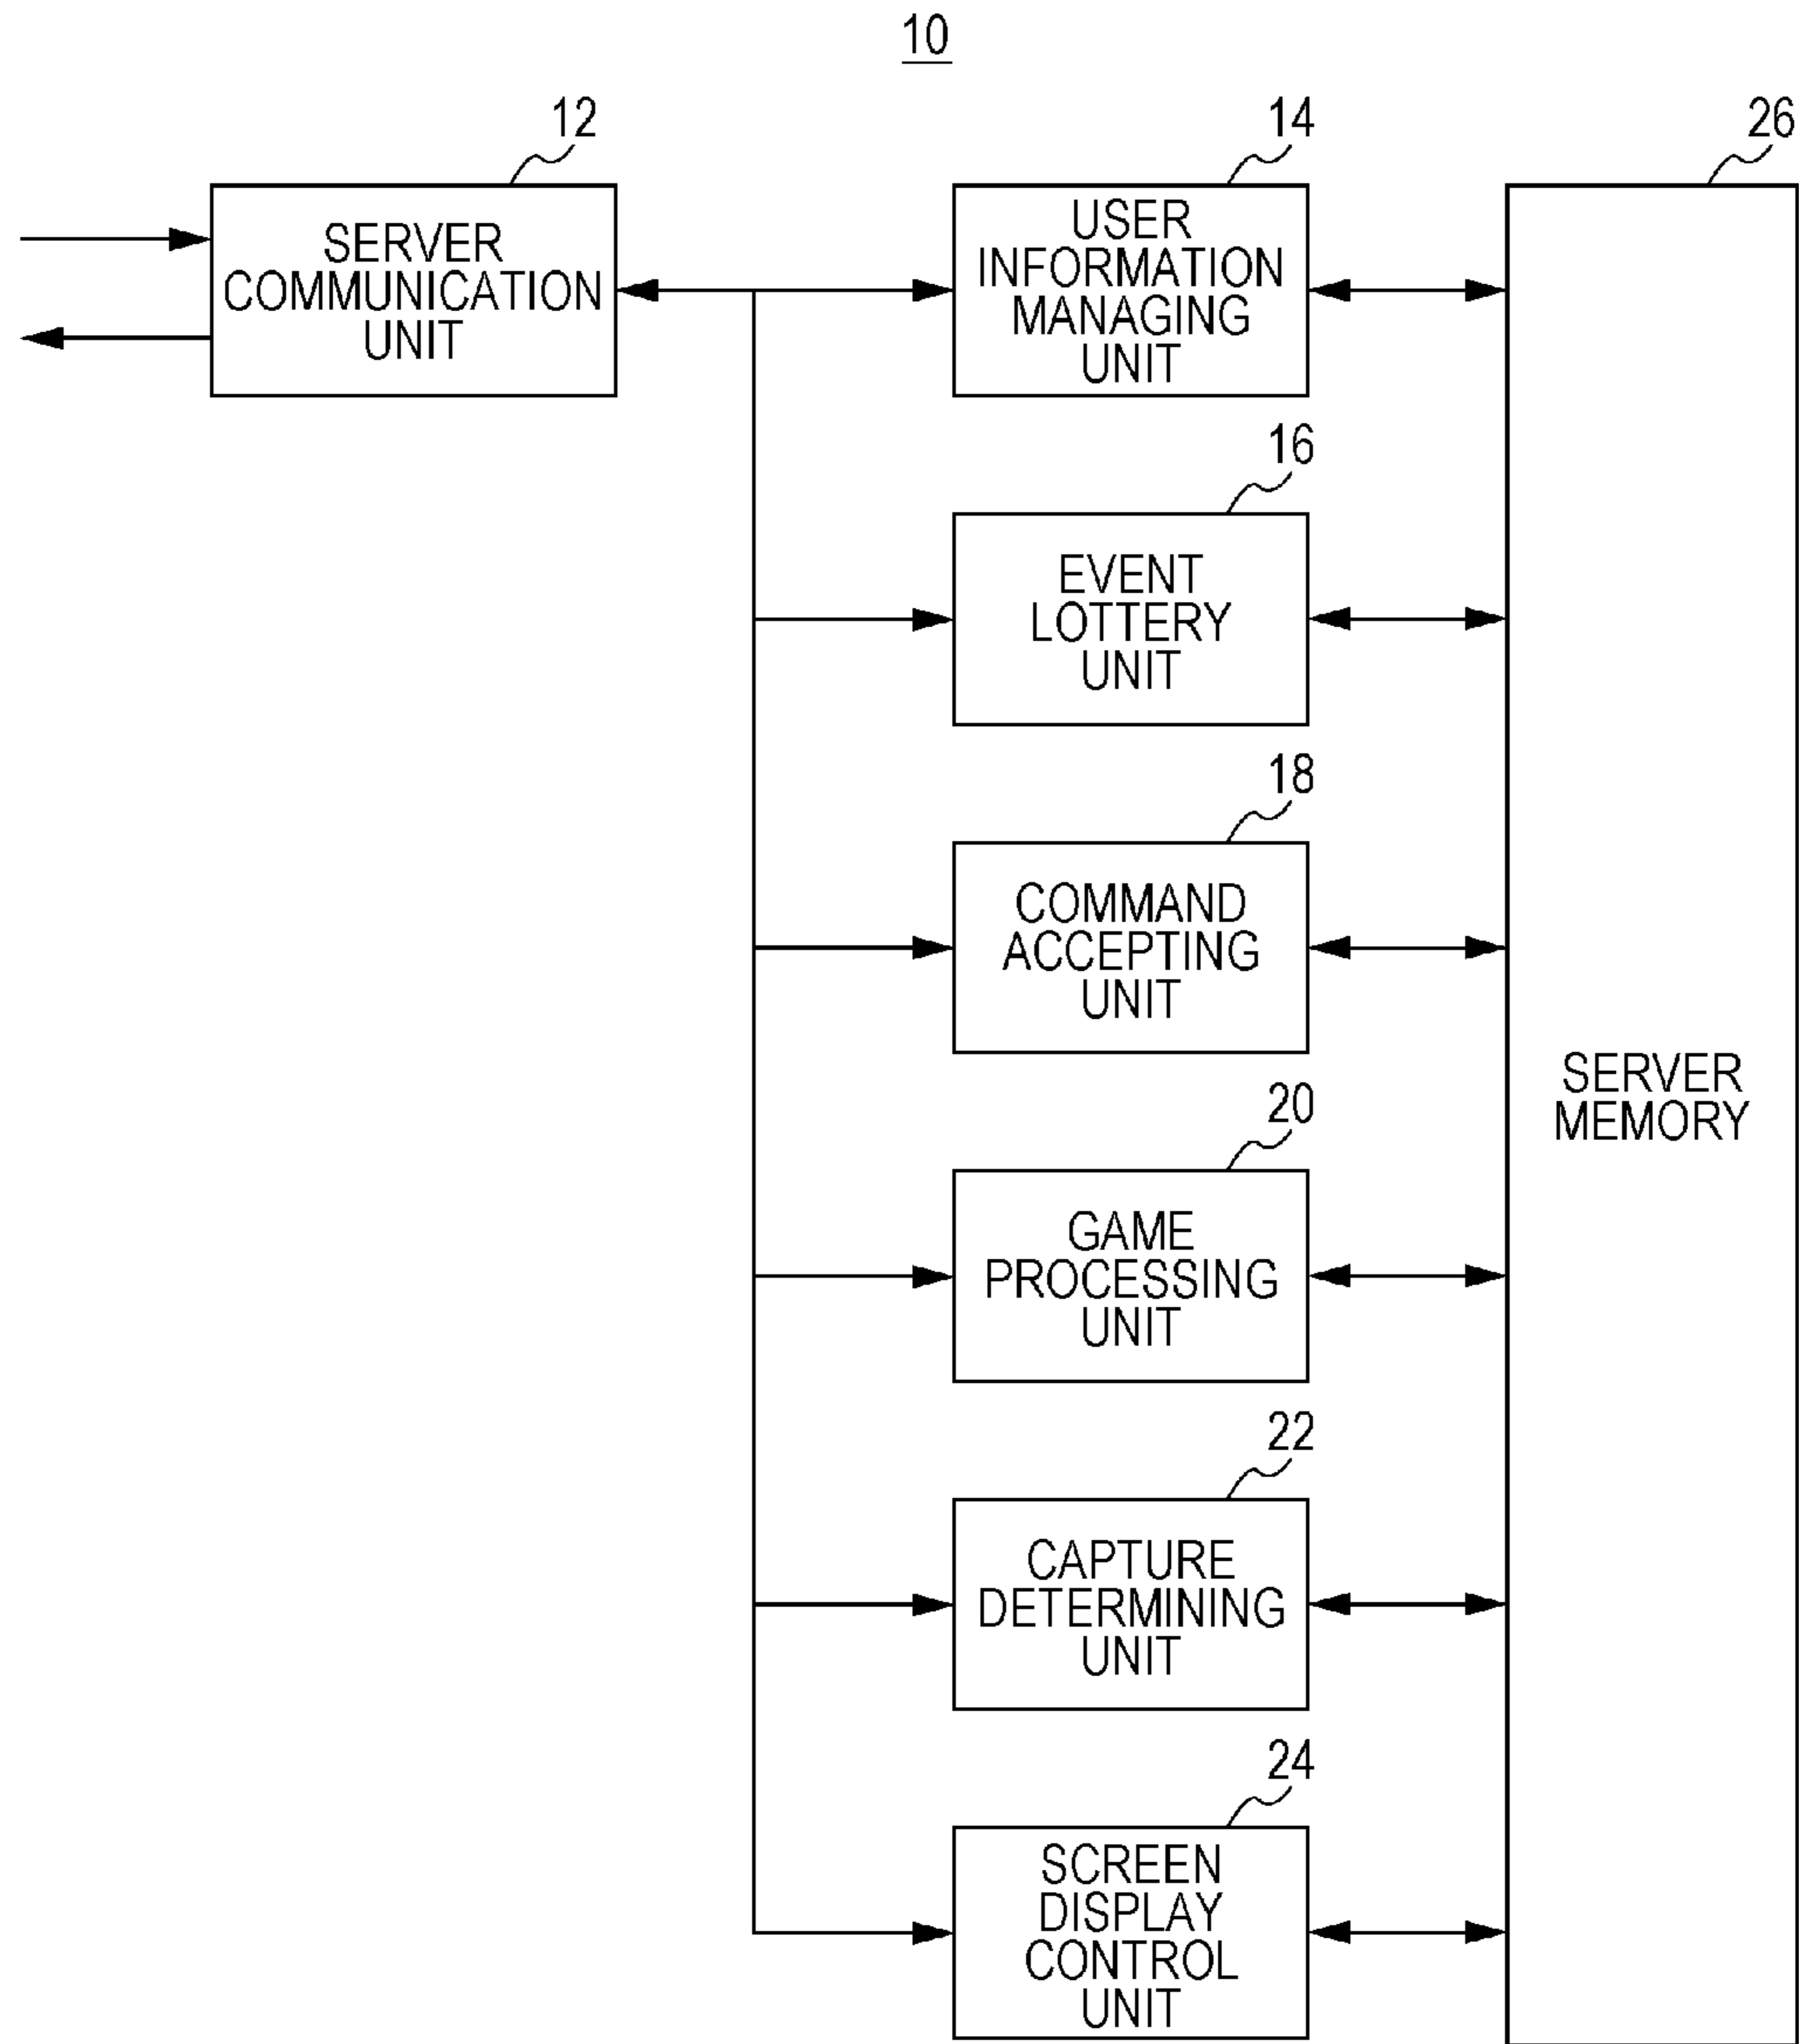 10
12
SERVER
COMMUNICATION
UNIT
14
USER
INFORMATION
MANAGING
UNIT
16
EVENT
LOTTERY
UNIT
18
COMMAND
ACCEPTING
UNIT
20
GAME
PROCESSING
UNIT
22
CAPTURE
DETERMINING
UNIT
24
SCREEN
DISPLAY
CONTROL
UNIT
26
SERVER
MEMORY